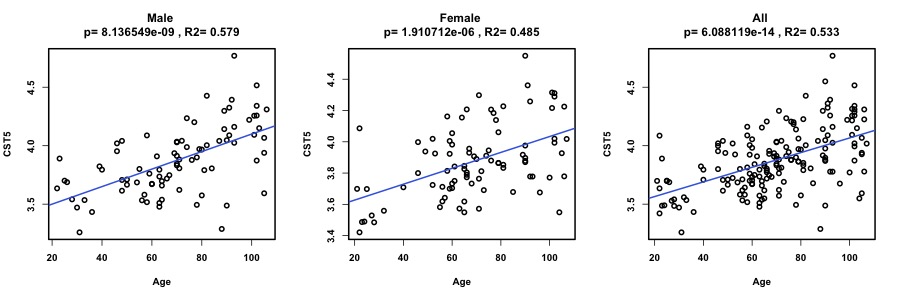 Male
p= 8.136549e-09 , R2= 0.579
CST5
4.5
4.0
3.5
20 40 60 80 100
Age
Female
p= 1.910712e-06 , R2= 0.485
CST5
4.4
4.2
4.0
3.8
3.6
3.4
20 40 60 80 100
Age
All
p= 6.088119e-14 , R2= 0.533
CST5
4.5
4.0
3.5
20 40 60 80 100
Age